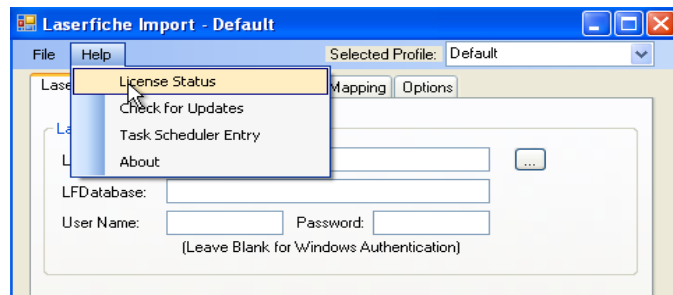 Laserfiche Import - Default
File Help Selected Profile: Default
License Status
Check for Updates
Task Scheduler Entry
About
Mapping Options
...
LFDatabase:
User Name: Password:
(Leave Blank for Windows Authentication)